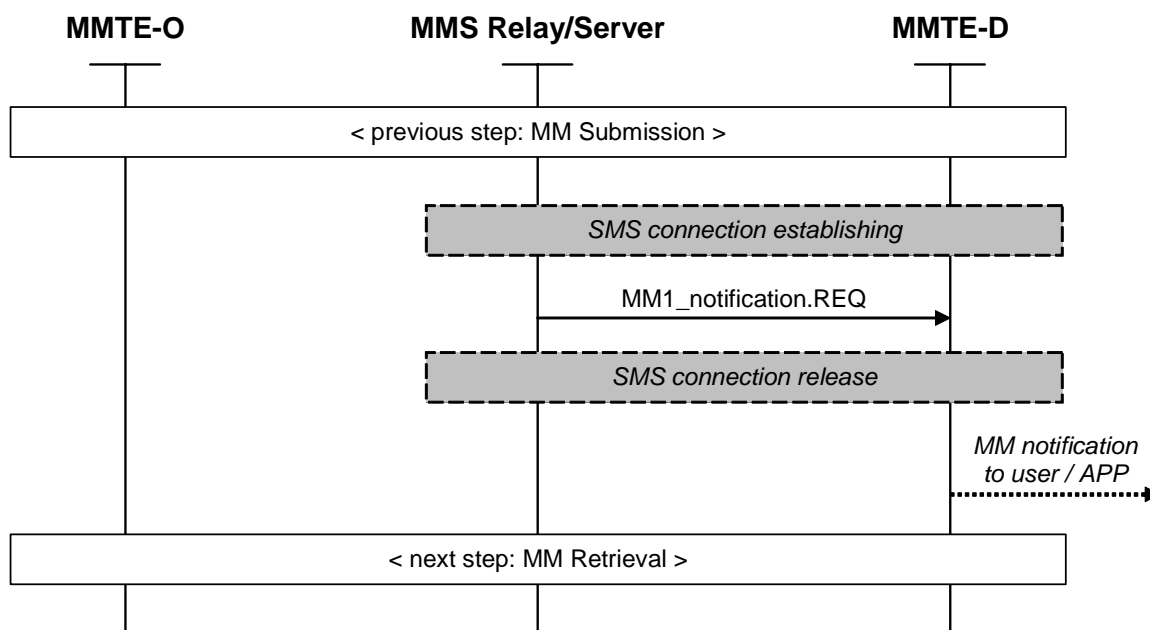 MMTE-O
MMS Relay/Server
MMTE-D
< previous step: MM Submission >
SMS connection establishing
MM1_notification.REQ
SMS connection release
MM notification
to user / APP
< next step: MM Retrieval >